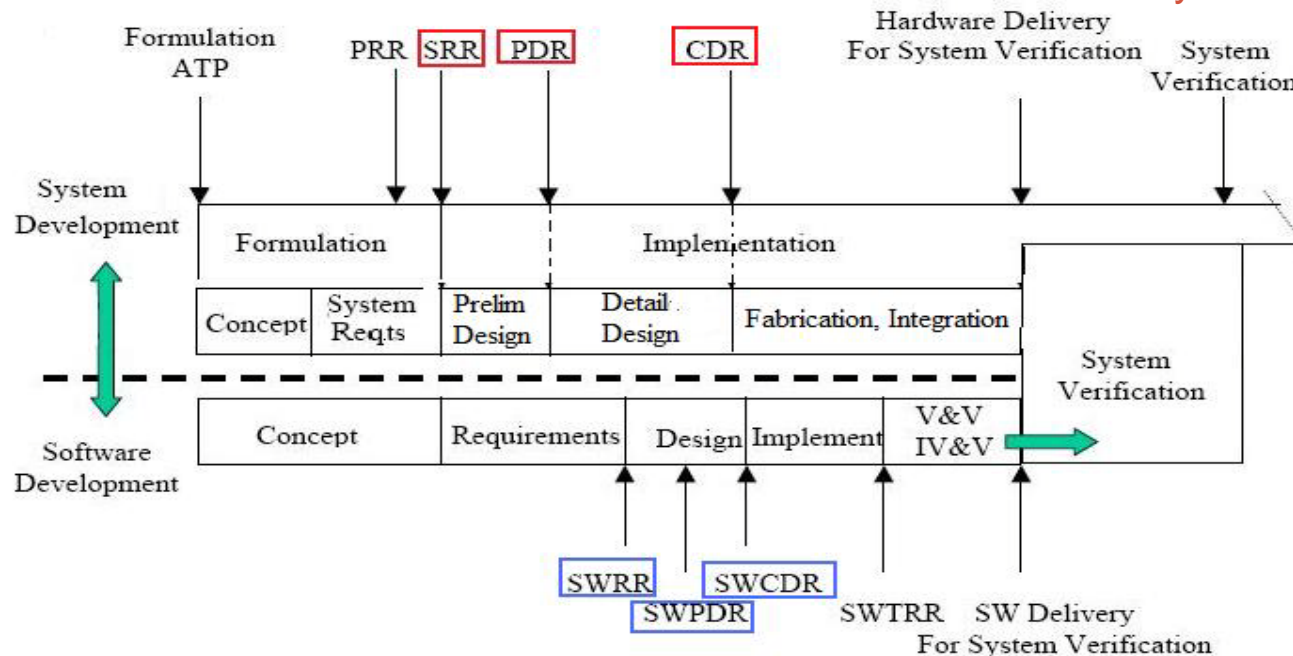 Formulation
ATP
PRR
SRR
PDR
CDR
Hardware Delivery
For System Verification
System
Verification
System
Development
Formulation
Implementation
Concept
System
Reqts
Prelim
Design
Detail
Design
Fabrication, Integration
System
Verification
Software
Development
Concept
Requirements
Design
Implement
V&V
IV&V
SWRR
SWPDR
SWCDR
SWTRR
SW Delivery
For System Verification